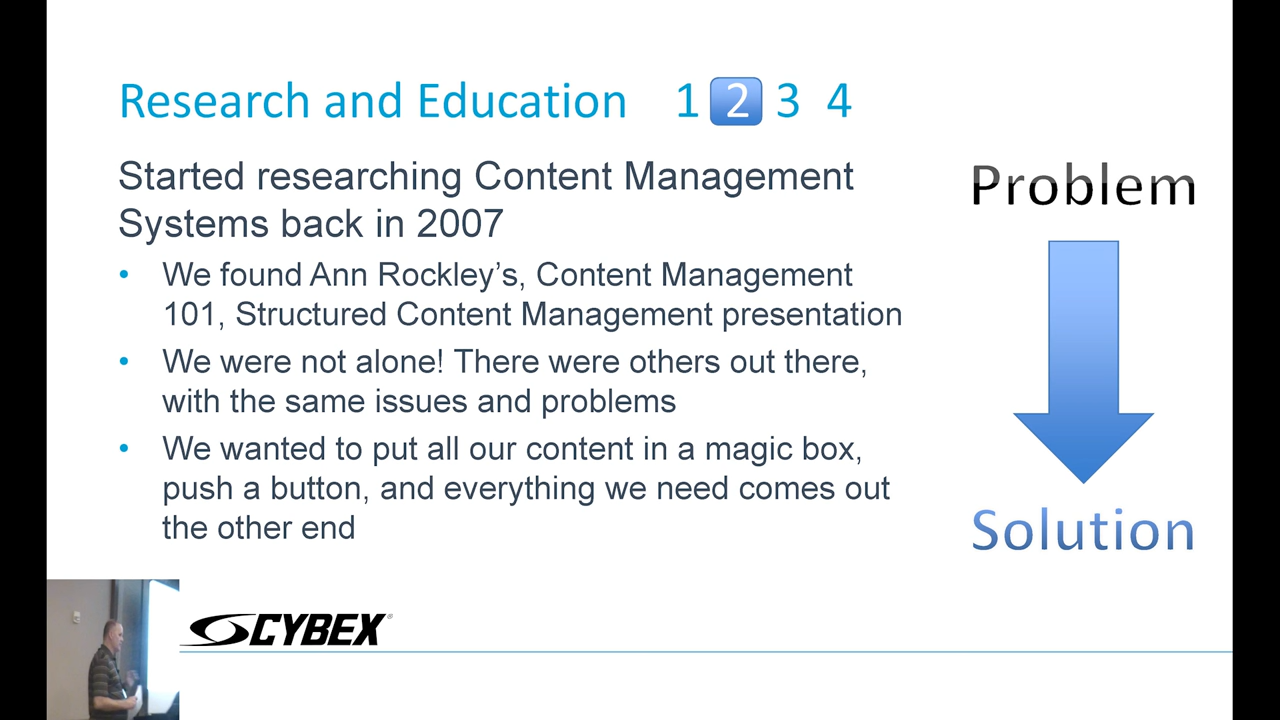 Research and Education 1 2 3 4
Started researching Content Management
Systems back in 2007
• We found Ann Rockley’s, Content Management
101, Structured Content Management presentation
• We were not alone! There were others out there,
with the same issues and problems
• We wanted to put all our content in a magic box,
push a button, and everything we need comes out
the other end
Problem
Solution
CYBEX®